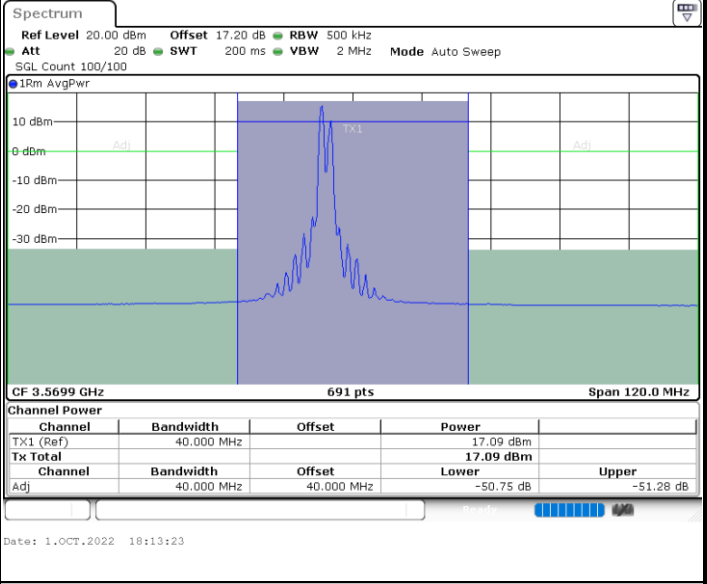 Spectrum
Ref Level 20.00 dBm Offset 17.20 dB RBW 500 kHz
Att 20 dB SWT 200 ms VBW 2 MHz Mode Auto Sweep
SGL Count 100/100
1Rm AvgPwr
10 dBm
TX1
Adj Adj
0 dBm
-10 dBm
-20 dBm
-30 dBm
CF 3.5699 GHz 691 pts Span 120.0 MHz
Channel Power
Channel Bandwidth Offset Power
TX1 (Ref) 40.000 MHz 17.09 dBm
Tx Total 17.09 dBm
Channel Bandwidth Offset Lower Upper
Adj 40.000 MHz 40.000 MHz -50.75 dB -51.28 dB
Ready
Date: 1.OCT.2022 18:13:23